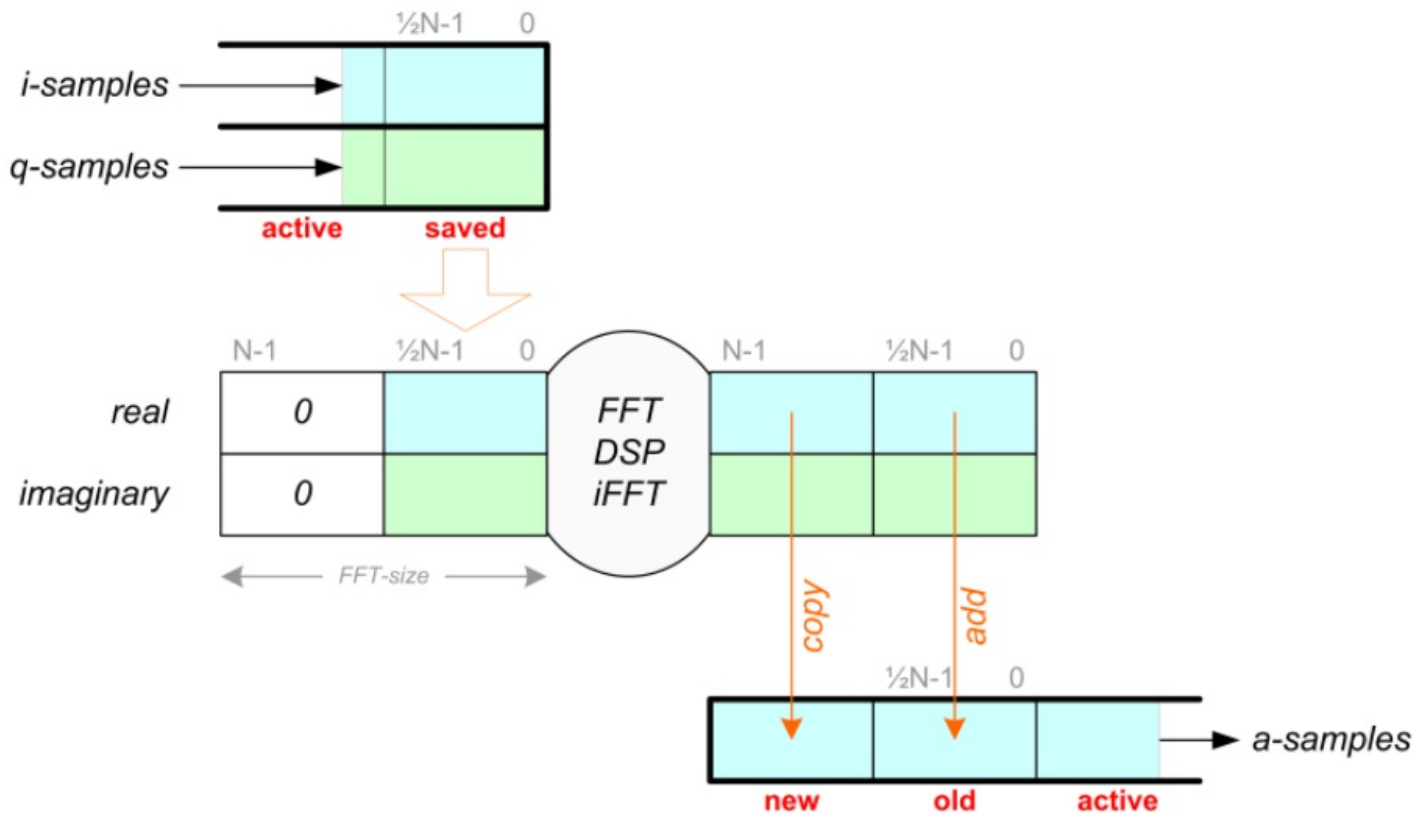 ½N-1 0
i-samples
q-samples
active saved
N-1 ½N-1 0 N-1 ½N-1 0
real 0 FFT
DSP
imaginary 0 iFFT
FFT-size
copy add
½N-1 0
a-samples
new old active